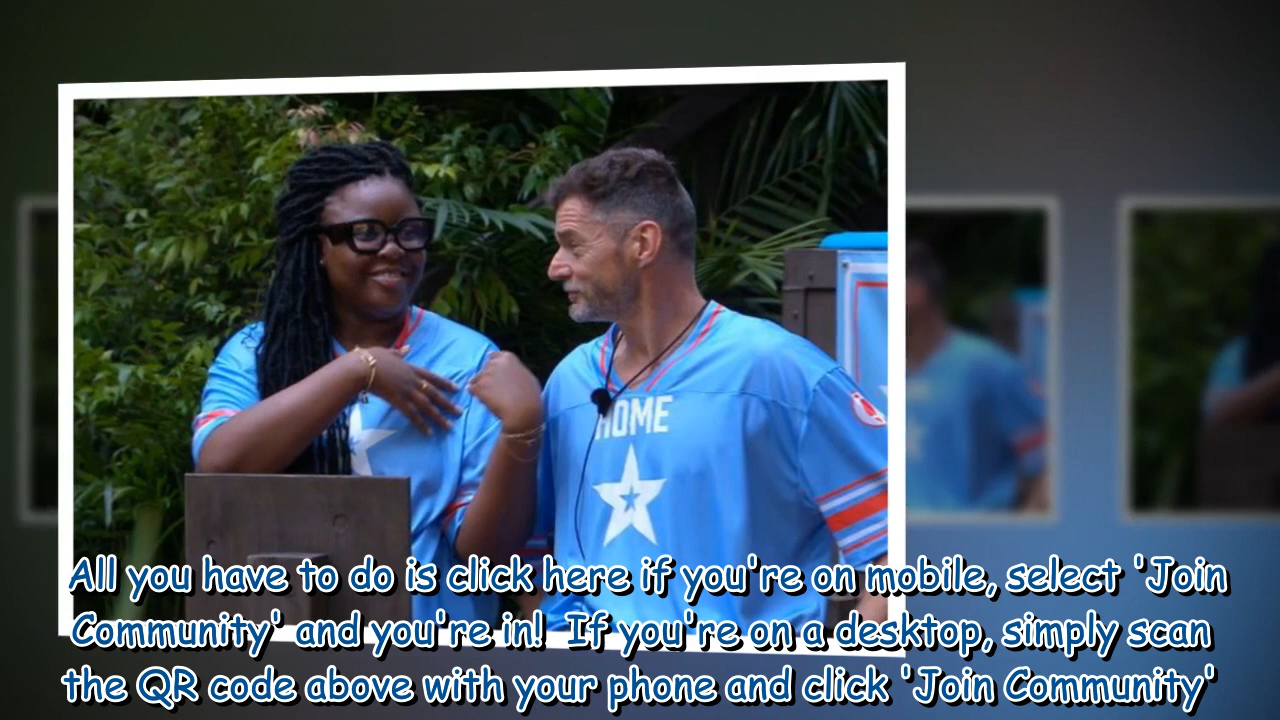 HOME
All you have to do is click here if you're on mobile, select 'Join
Community' and you're in!  If you're on a desktop, simply scan
the QR code above with your phone and click 'Join Community'